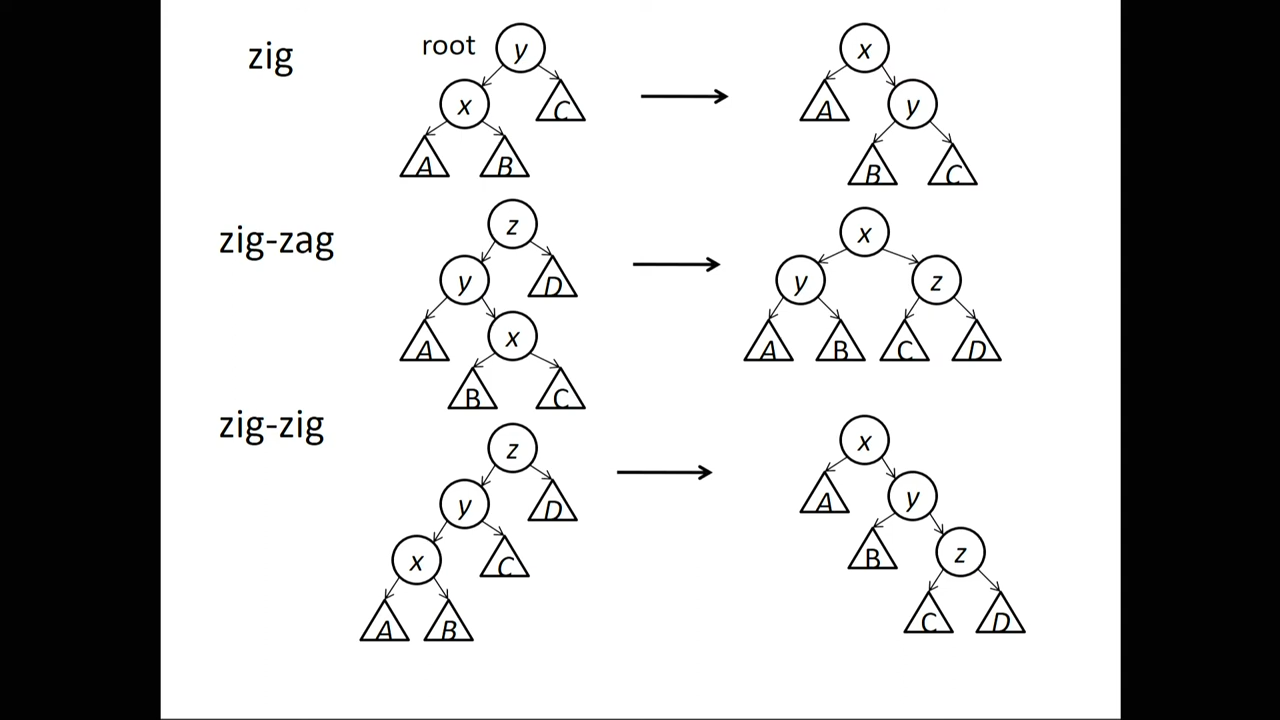 zig
root y x
x C A y
A B B C
zig-zag
z x
y D y z
A x A B C D
B C
zig-zig
z x
y D A y
x C B z
A B C D